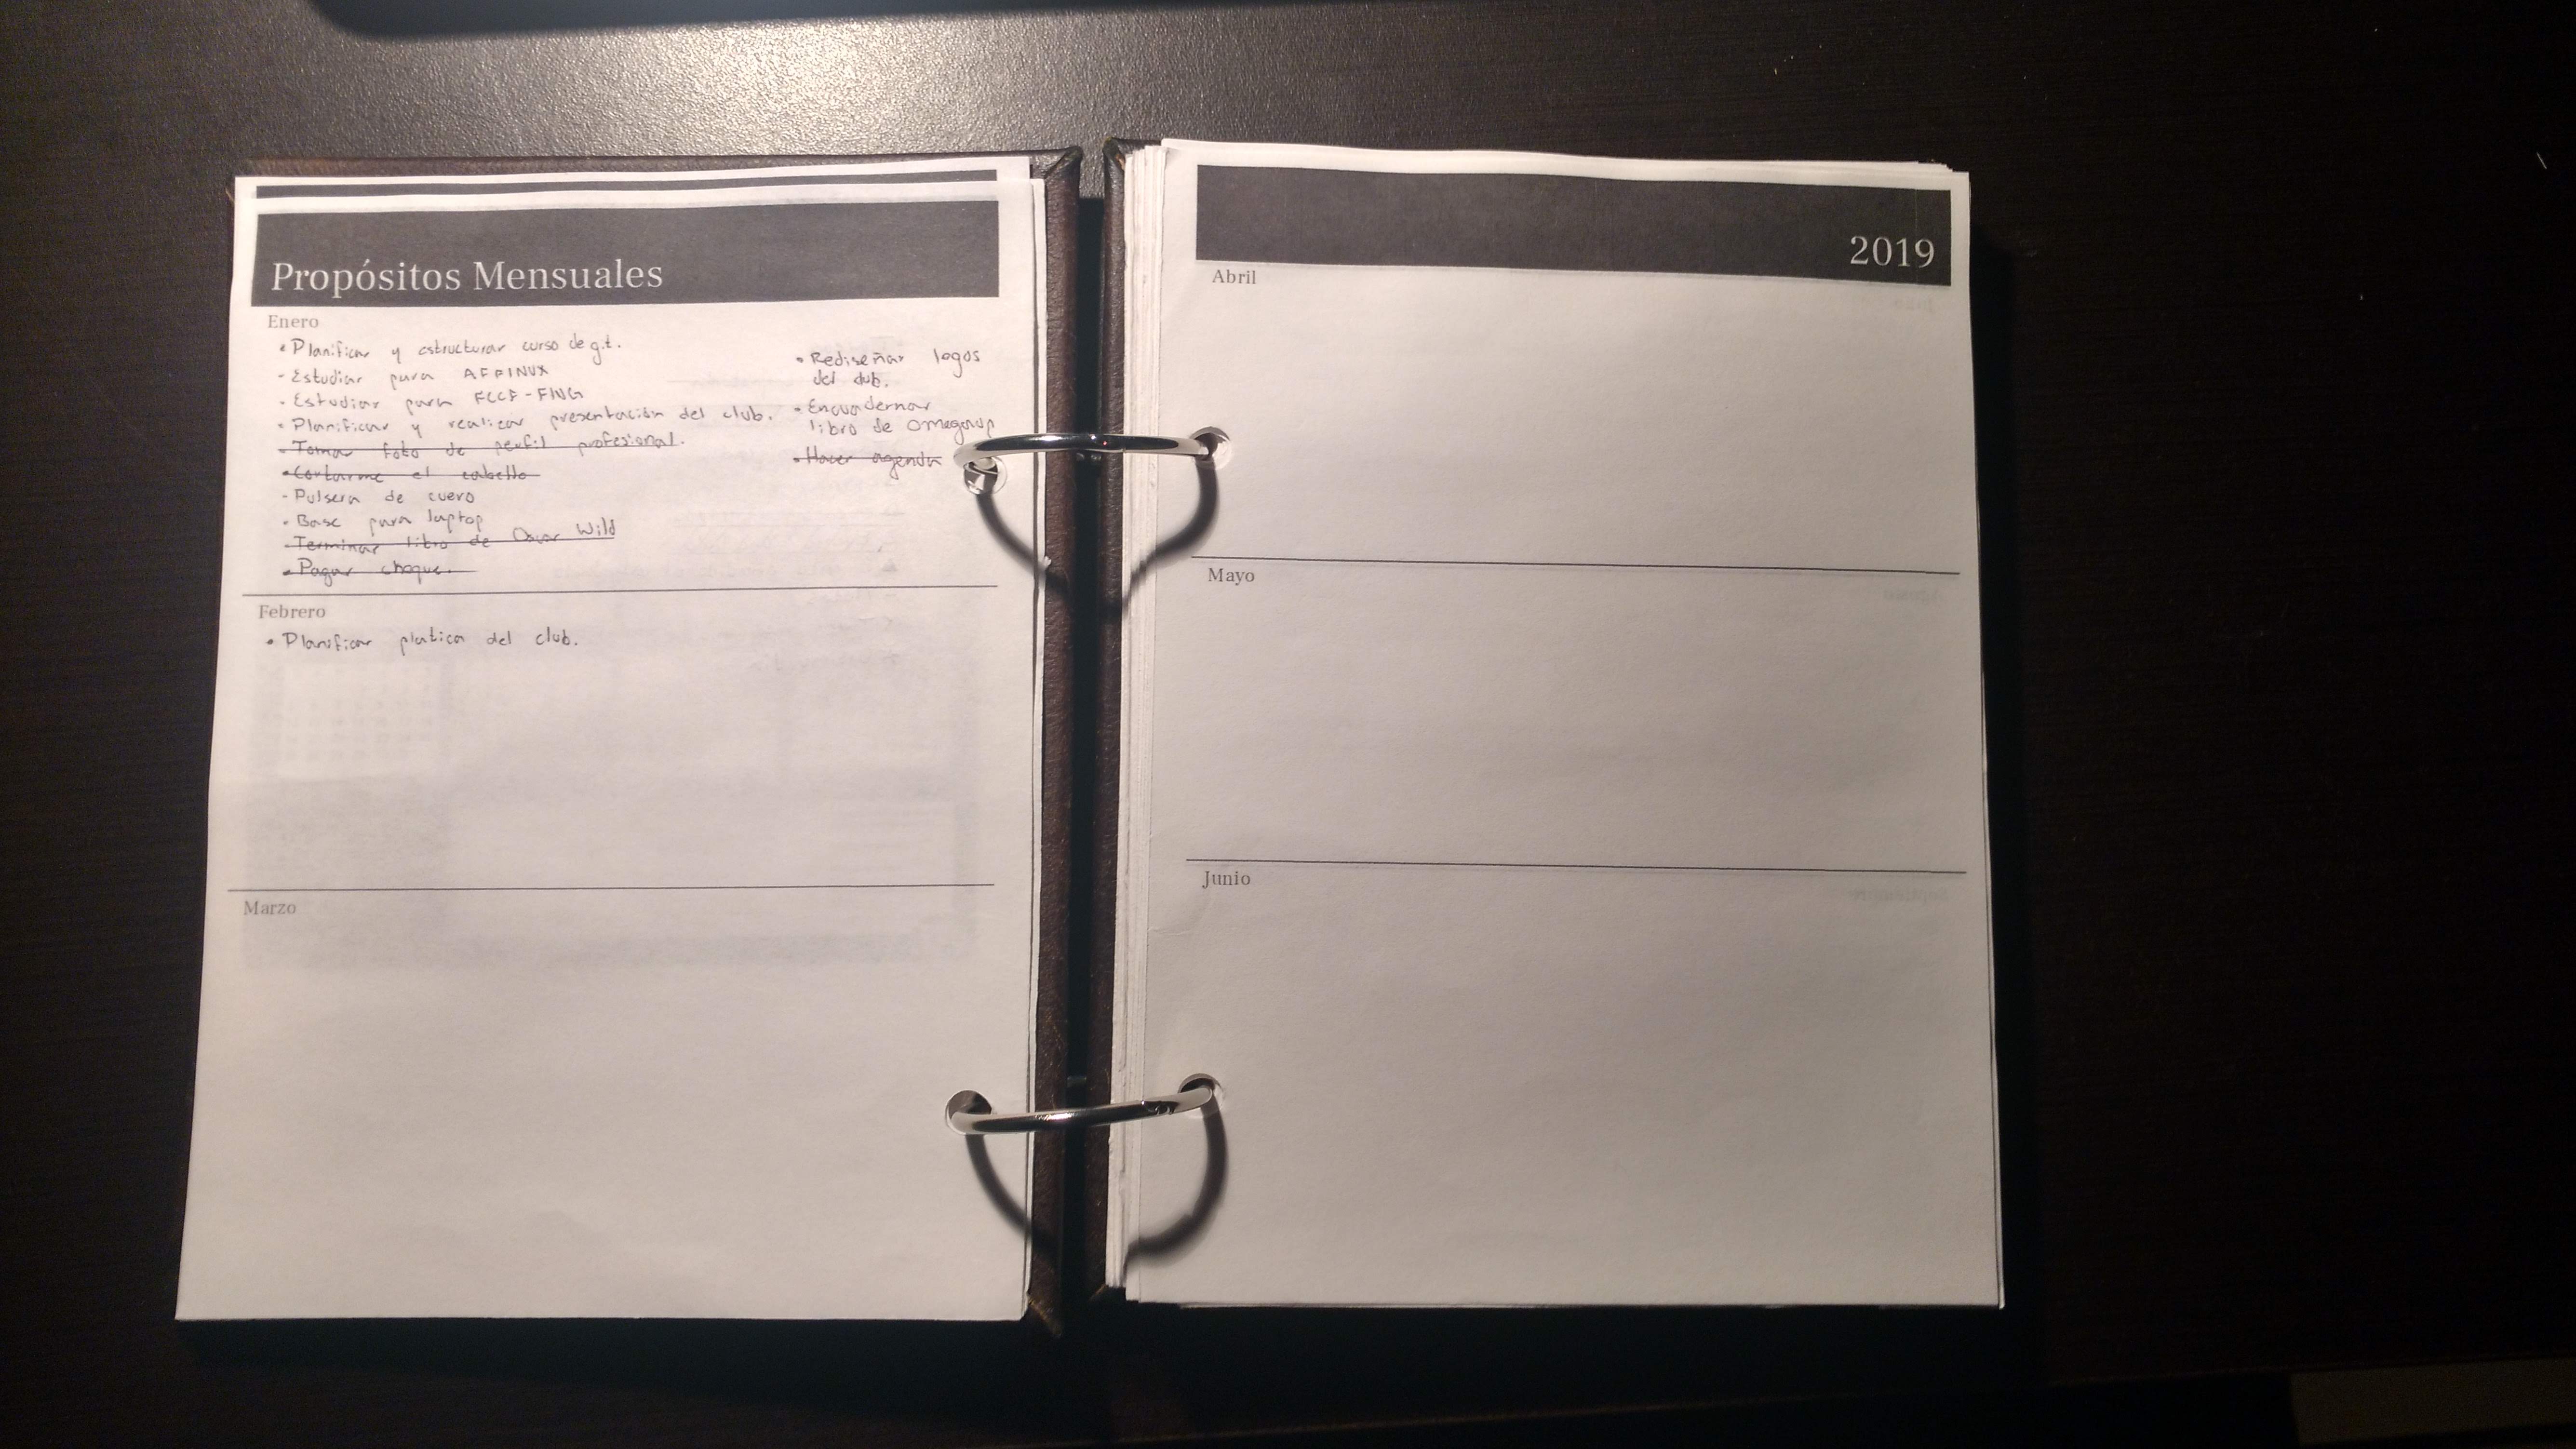 Propósitos Mensuales
Enero
• Planificar y estructurar curso de git.
- Estudiar para
- Estudiar para FCCF-FING
• Planificar y realizar presentación del club.
• Tomar foto de perfil profesional.
• Cortarme el cabello
- Pulsera de cuero
• Base para laptop
• Terminar libro de Oscar Wild
• Pagar choque.
• Rediseñar logos
del club.
• Encuadernar
libro de Omegaup
• Hacer agenda
Febrero
• Planificar platica del club.
Marzo
2019
Abril
Mayo
Junio